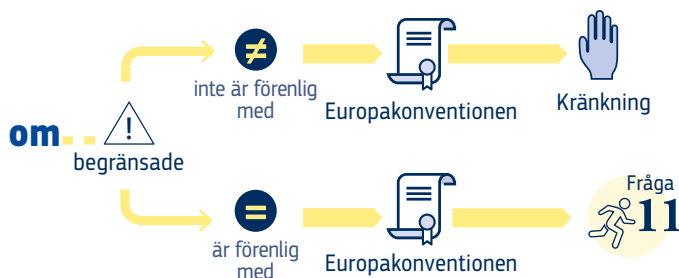 om
!
begränsade
≠
inte är förenlig
med
Europakonventionen
Kränkning
=
är förenlig
med
Europakonventionen
Fråga
11